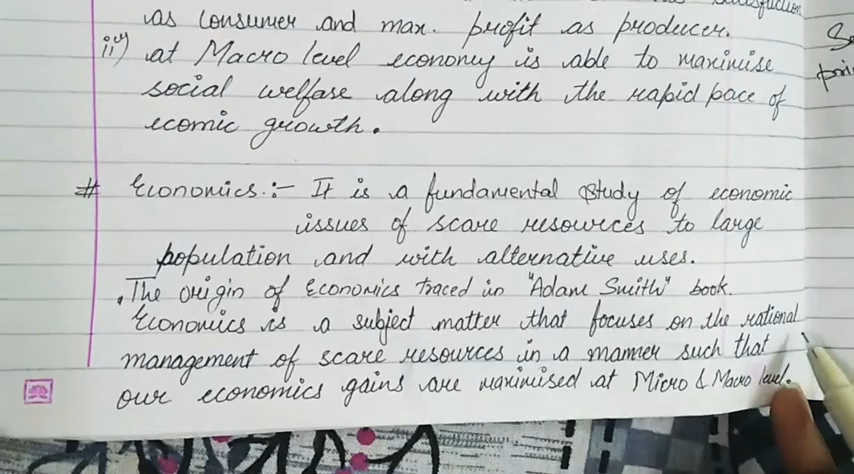 satisfaction
as consumer and max. profit as producer.
ii) at Macro level economy is able to maximise
social welfase along with the rapid pace of
ecomic growth.
# Economics :- It is a fundamental study of economic
issues of scare resources to large
population and with alternative uses.
. The origin of Economics traced in "Adam Smith" book.
Economics is a subject matter that focuses on the rational
management of scare resources in a manner such that
our economics gains are maximised at Micro & Macro level.